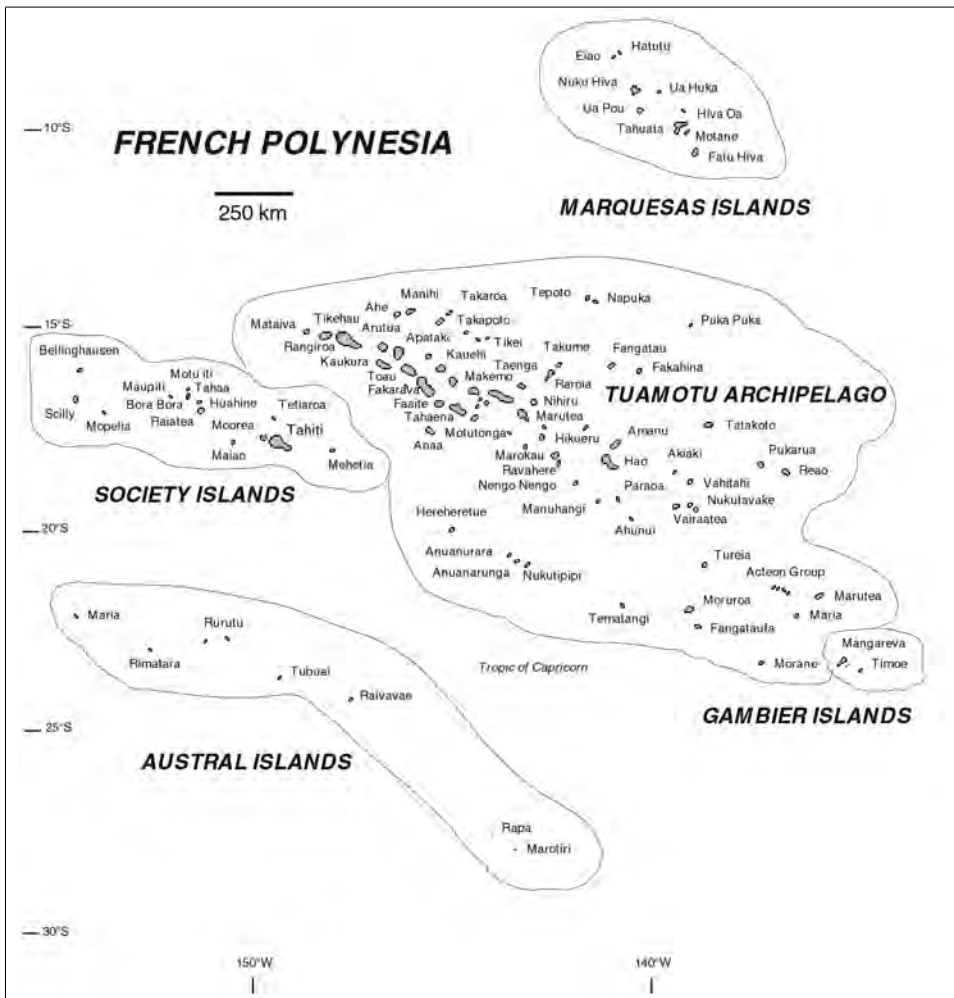 Eiao
Hatutu
Nuku Hiva
Ua Huka
Ua Pou
Hiva Oa
10°S
Tahuata
Motane
FRENCH POLYNESIA
Fatu Hiva
250 km
MARQUESAS ISLANDS
Manihi
Takaroa
Tepoto
Napuka
Ahe
15°S
Mataiva
Tikehau
Arutua
Takapoto
Puka Puka
Rangiroa
Apataki
Tikei
Takume
Fangatau
Bellinghausen
Kaukura
Kauehi
Taenga
Fakahina
Motu iti
Toau
Makemo
Raroia
TUAMOTU ARCHIPELAGO
Maupiti
Tahaa
Fakarava
Nihiru
Bora Bora
Huahine
Tetiaroa
Faaite
Marutea
Scilly
Mopelia
Raiatea
Moorea
Tahiti
Tahaena
Motutonga
Hikueru
Amanu
Tatakoto
Maiao
Mehetia
Anaa
Marokau
Hao
Akiaki
Pukarua
Ravahere
Reao
SOCIETY ISLANDS
Nengo Nengo
Paraoa
Vahitahi
Hereheretue
Manuhangi
Nukutavake
20°S
Ahunui
Vairaatea
Anuanurara
Tureia
Anuanarunga
Nukutipipi
Acteon Group
Maria
Rurutu
Tematangi
Moruroa
Marutea
Maria
Fangataufa
Rimatara
Mangareva
Tubuai
Tropic of Capricorn
Morane
Timoe
Raivavae
GAMBIER ISLANDS
25°S
AUSTRAL ISLANDS
Rapa
Marotiri
30°S
150°W
140°W